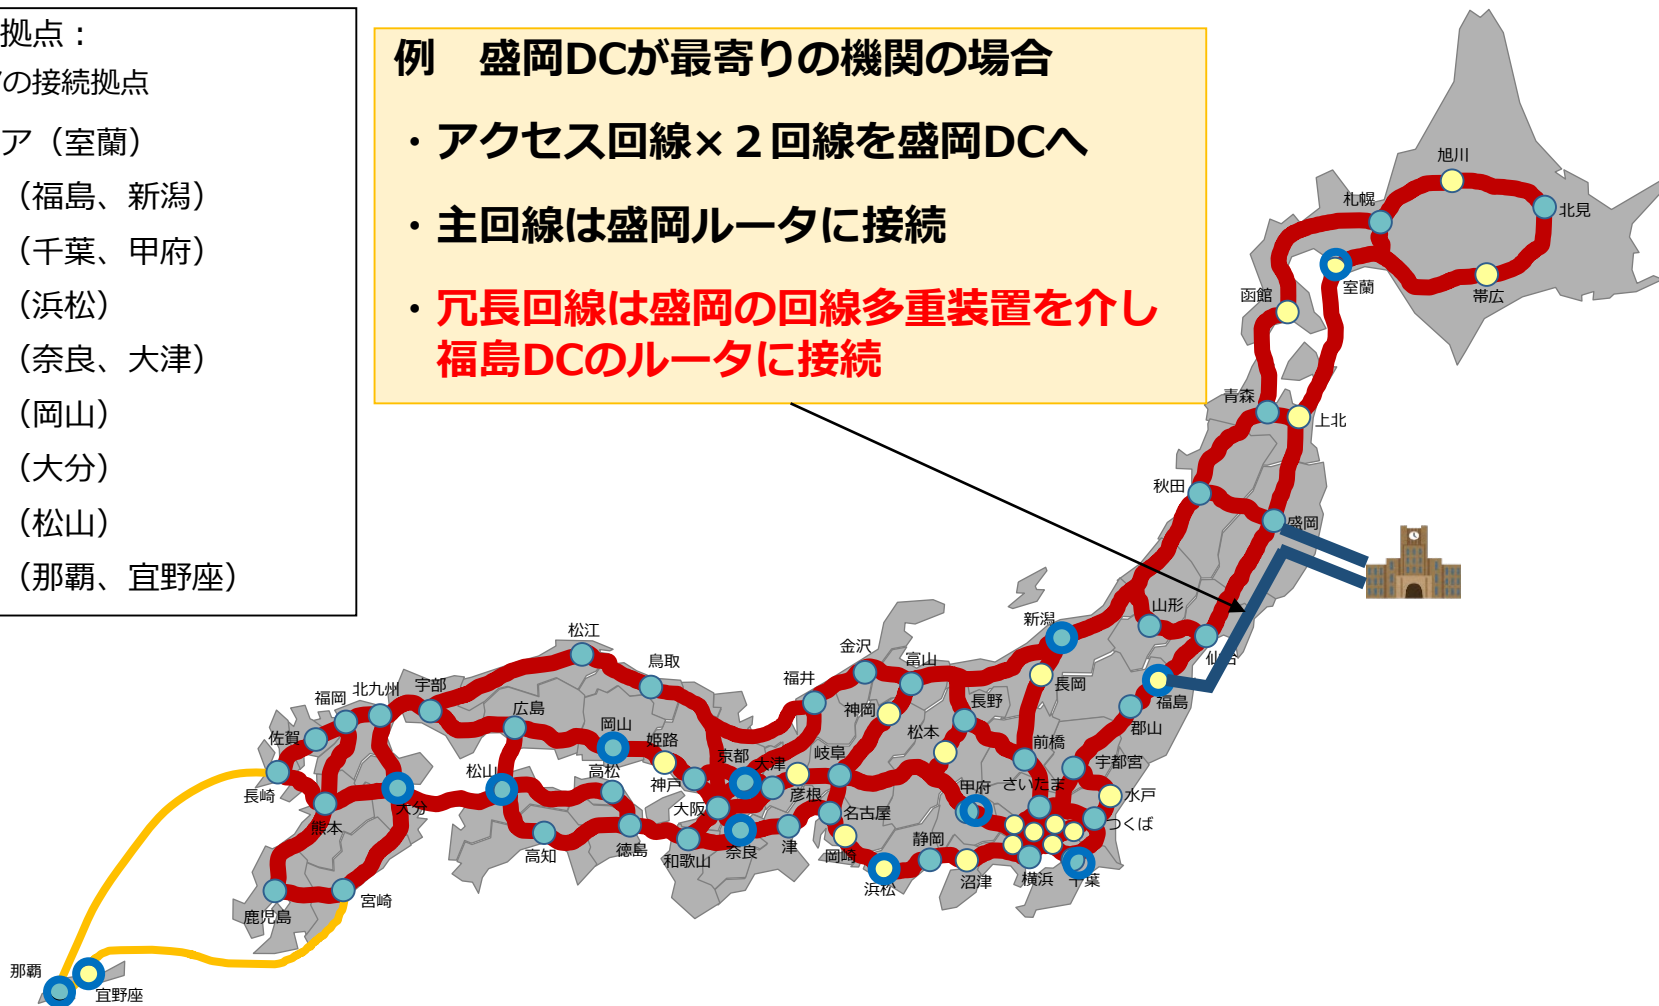 拠点：
の接続拠点
ア（室蘭）
（福島、新潟）
（千葉、甲府）
（浜松）
（奈良、大津）
（岡山）
（大分）
（松山）
（那覇、宜野座）
例　盛岡DCが最寄りの機関の場合
・アクセス回線×２回線を盛岡DCへ
・主回線は盛岡ルータに接続
・冗長回線は盛岡の回線多重装置を介し
福島DCのルータに接続
旭川
札幌
北見
室蘭
帯広
函館
青森
上北
秋田
盛岡
山形
新潟
仙台
福島
長岡
郡山
金沢
富山
福井
神岡
長野
松本
前橋
宇都宮
水戸
さいたま
つくば
甲府
岐阜
名古屋
岡崎
静岡
浜松
沼津
横浜
千葉
松江
鳥取
宇部
北九州
福岡
広島
岡山
姫路
京都
大津
彦根
佐賀
松山
高松
神戸
大阪
長崎
大分
熊本
高知
徳島
和歌山
奈良
津
鹿児島
宮崎
那覇
宜野座